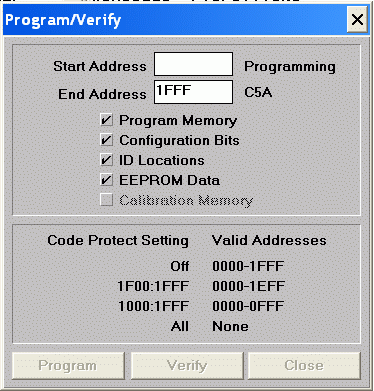 Program/Verify
Start Address Programming
End Address 1FFF C5A
Program Memory
Configuration Bits
ID Locations
EEPROM Data
Calibration Memory
Code Protect Setting Valid Addresses
Off 0000-1FFF
1F00:1FFF 0000-1EFF
1000:1FFF 0000-0FFF
All None
Program Verify Close